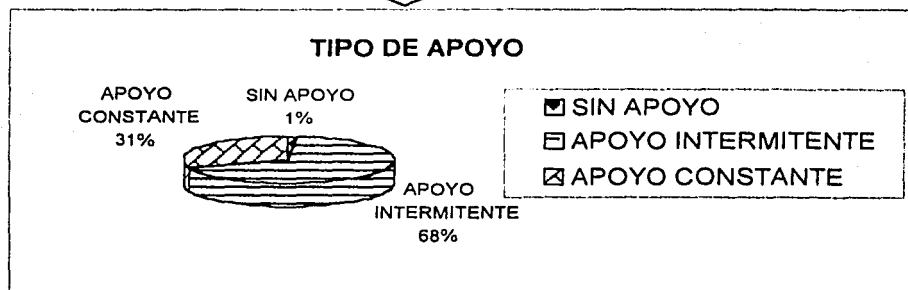 TIPO DE APOYO
APOYO
CONSTANTE
31%
SIN APOYO
1%
APOYO
INTERMITENTE
68%
SIN APOYO
APOYO INTERMITENTE
APOYO CONSTANTE